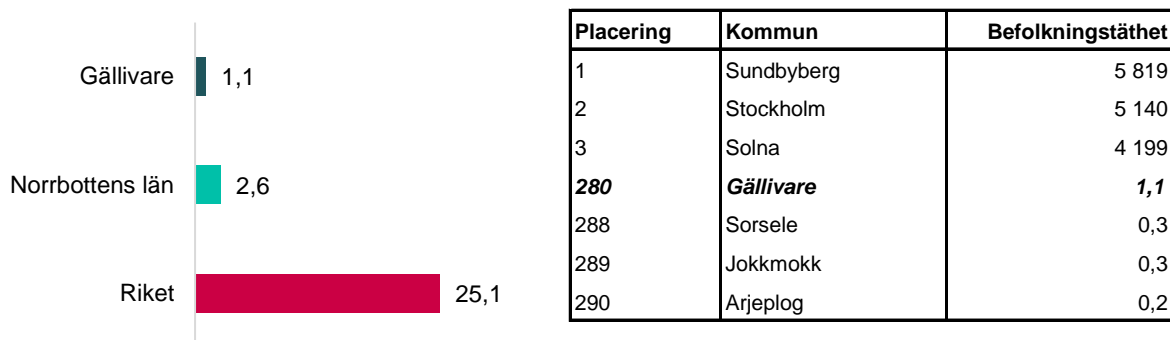 Gällivare 1,1
Norrbottens län 2,6
Riket 25,1
Placering Kommun Befolkningstäthet
1 Sundbyberg 5 819
2 Stockholm 5 140
3 Solna 4 199
280 Gällivare 1,1
288 Sorsele 0,3
289 Jokkmokk 0,3
290 Arjeplog 0,2